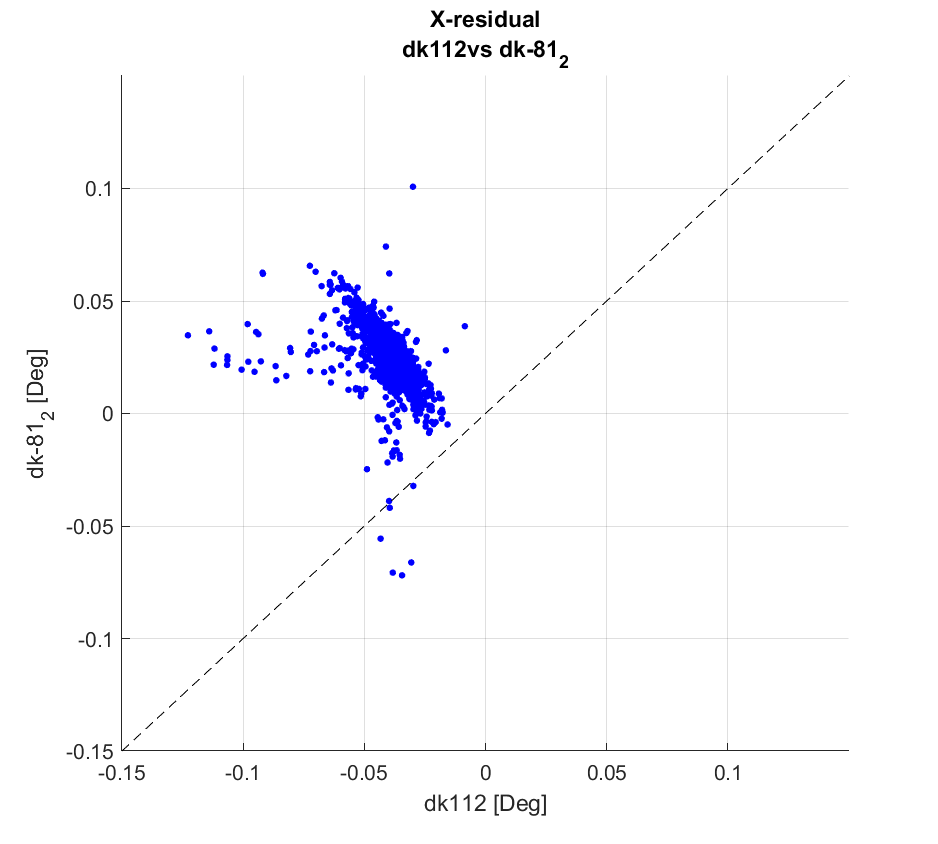 X-residual
dk112vs dk-81₂
0.1
0.05
0
-0.05
-0.1
-0.15
dk-81₂ [Deg]
-0.15 -0.1 -0.05 0 0.05 0.1
dk112 [Deg]